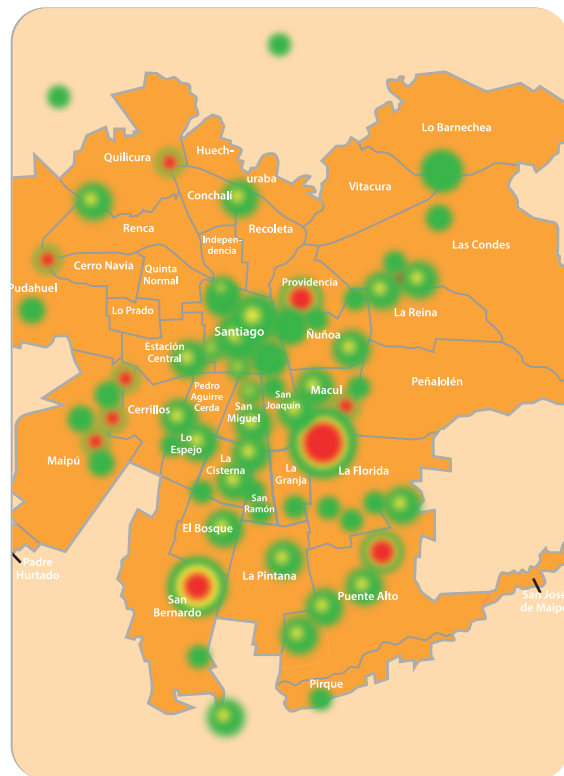 Lo Barnechea
Huech-
uraba
Quilicura
Vitacura
Conchalí
Renca
Recoleta
Indepen-
dencia
Las Condes
Cerro Navia
Quinta
Normal
Providencia
Pudahuel
Lo Prado
La Reina
Santiago
Ñuñoa
Estación
Central
Peñalolén
Pedro
Aguirre
Cerda
San
Joaquín
Macul
Cerrillos
San
Miguel
Lo
Espejo
Maipú
La
Cisterna
La
Granja
La Florida
San
Ramón
El Bosque
Padre
Hurtado
La Pintana
San
Bernardo
Puente Alto
San José
de Maipo
Pirque